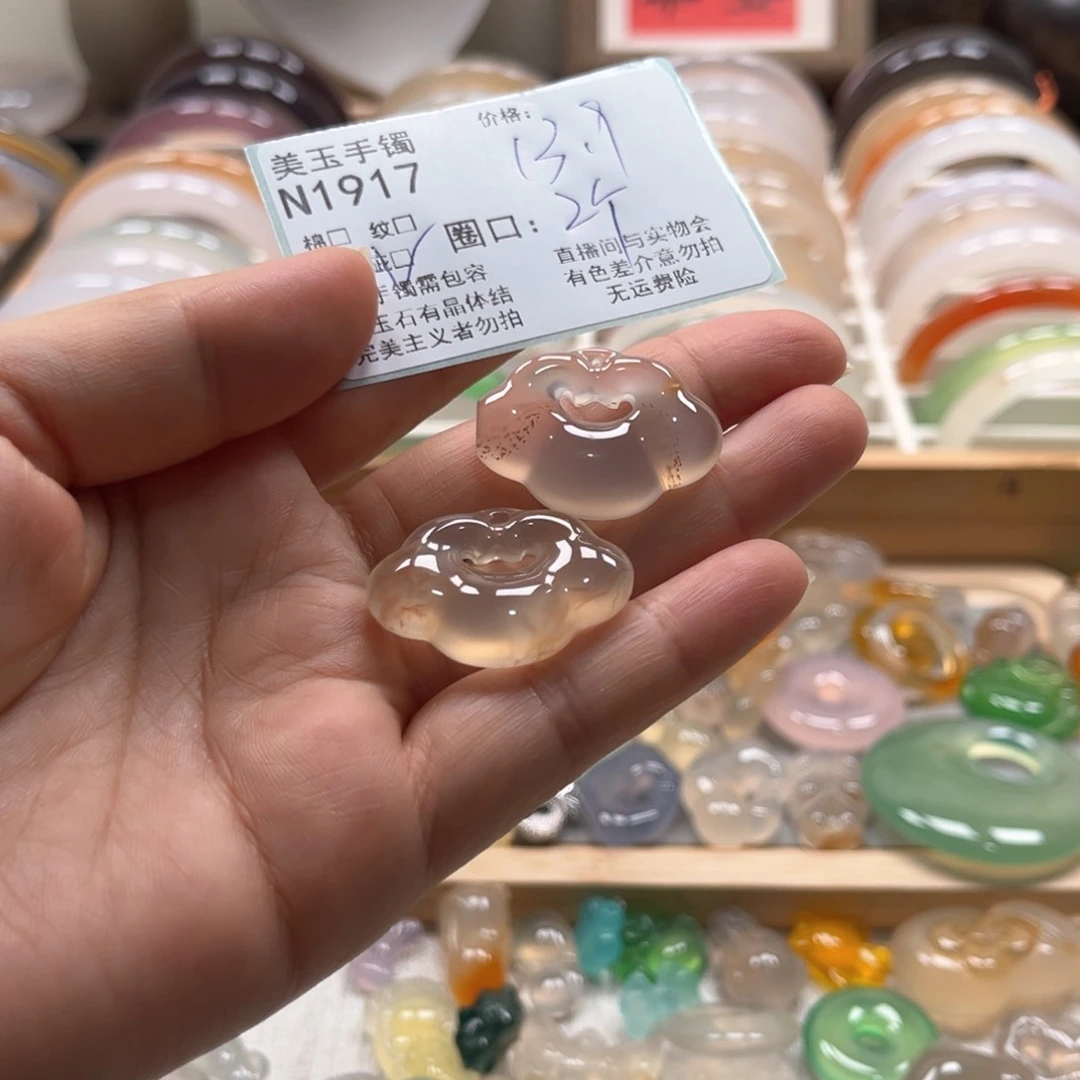 美玉手镯
N1917
价格：
棉口 纹口
圈口：
手镯需包容
玉石有晶体结
完美主义者勿拍
直播间与实物会
有色差介意勿拍
无运费险